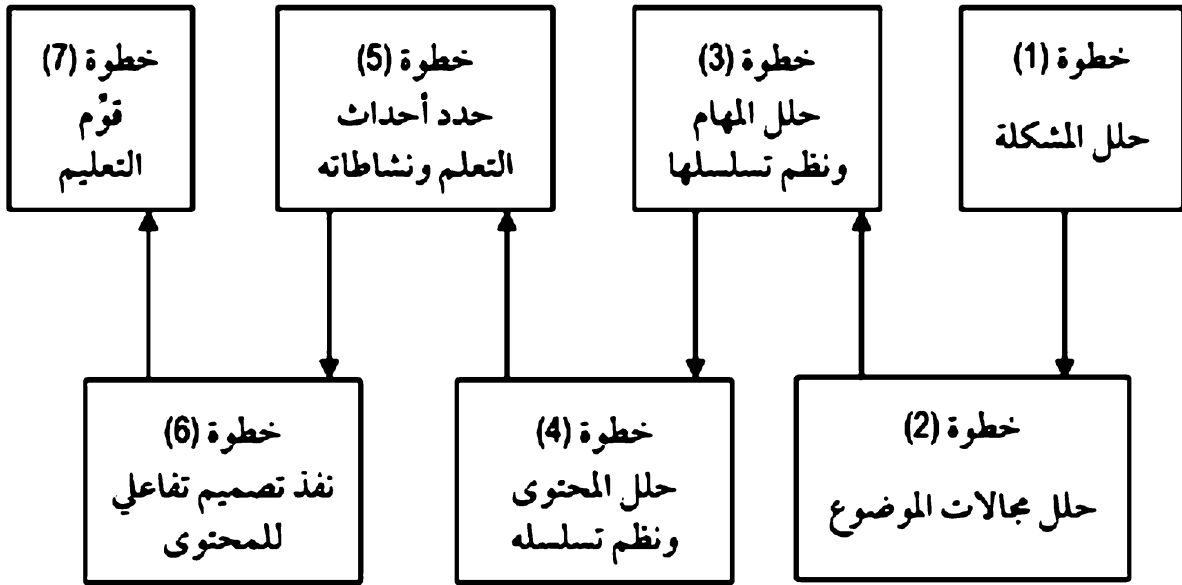 خطوة (1)
حلل المشكلة
خطوة (2)
حلل مجالات الموضوع
خطوة (3)
حلل المهام
ونظم تسلسلها
خطوة (4)
حلل المحتوى
ونظم تسلسله
خطوة (5)
حدد أحداث
التعلم ونشاطاته
خطوة (6)
نفذ تصميم تفاعلي
للمحتوى
خطوة (7)
قوِّم
التعليم